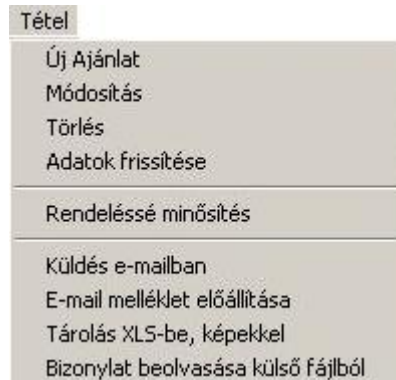 Tétel
Új Ajánlat
Módosítás
Törlés
Adatok frissítése
Rendeléssé minősítés
Küldés e-mailban
E-mail melléklet előállítása
Tárolás XLS-be, képekkel
Bizonylat beolvasása külső fájlból